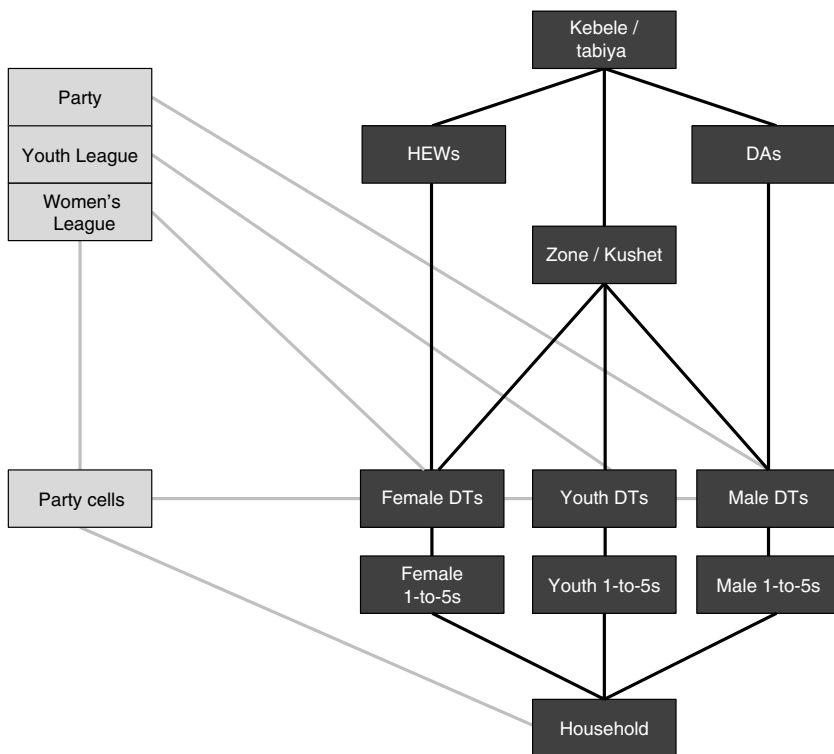 Kebele /
tabiya
Party
Youth League
Women's
League
HEWs
DAs
Zone / Kushet
Party cells
Female DTs
Youth DTs
Male DTs
Female
1-to-5s
Youth 1-to-5s
Male 1-to-5s
Household